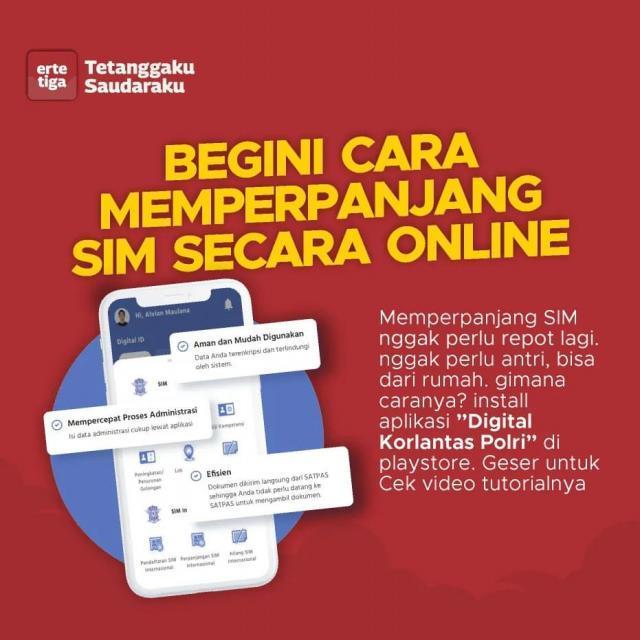 erte
tiga
Tetanggaku
Saudaraku
BEGINI CARA
MEMPERPANJANG
SIM SECARA ONLINE
Hi, Alvian Maulana
Digital ID
Aman dan Mudah Digunakan
Data Anda terenkripsi dan terlindungi
oleh sistem.
SIM
Mempercepat Proses Administrasi
Isi data administrasi cukup lewat aplikasi
Kompetensi
Peningkatan/
Penurunan
Golongan
Lok
Efisien
Dokumen dikirim langsung dari SATPAS
sehingga Anda tidak perlu datang ke
SATPAS untuk mengambil dokumen.
SIM In
Pendaftaran SIM
Internasional
Perpanjangan SIM
Internasional
Hilang SIM
Internasional
Memperpanjang SIM
nggak perlu repot lagi.
nggak perlu antri, bisa
dari rumah. gimana
caranya? install
aplikasi ”Digital
Korlantas Polri” di
playstore. Geser untuk
Cek video tutorialnya